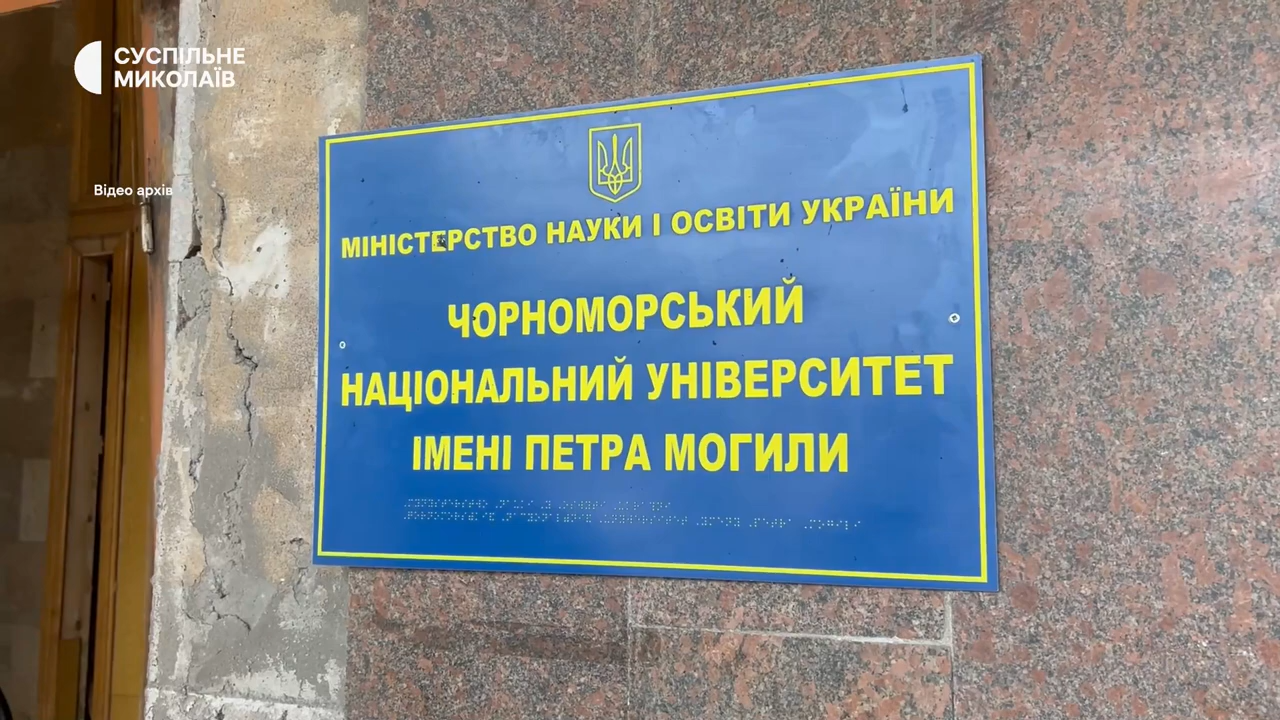 СУСПІЛЬНЕ
МИКОЛАЇВ
Відео архів
МІНІСТЕРСТВО НАУКИ І ОСВІТИ УКРАЇНИ
ЧОРНОМОРСЬКИЙ
НАЦІОНАЛЬНИЙ УНІВЕРСИТЕТ
ІМЕНІ ПЕТРА МОГИЛИ